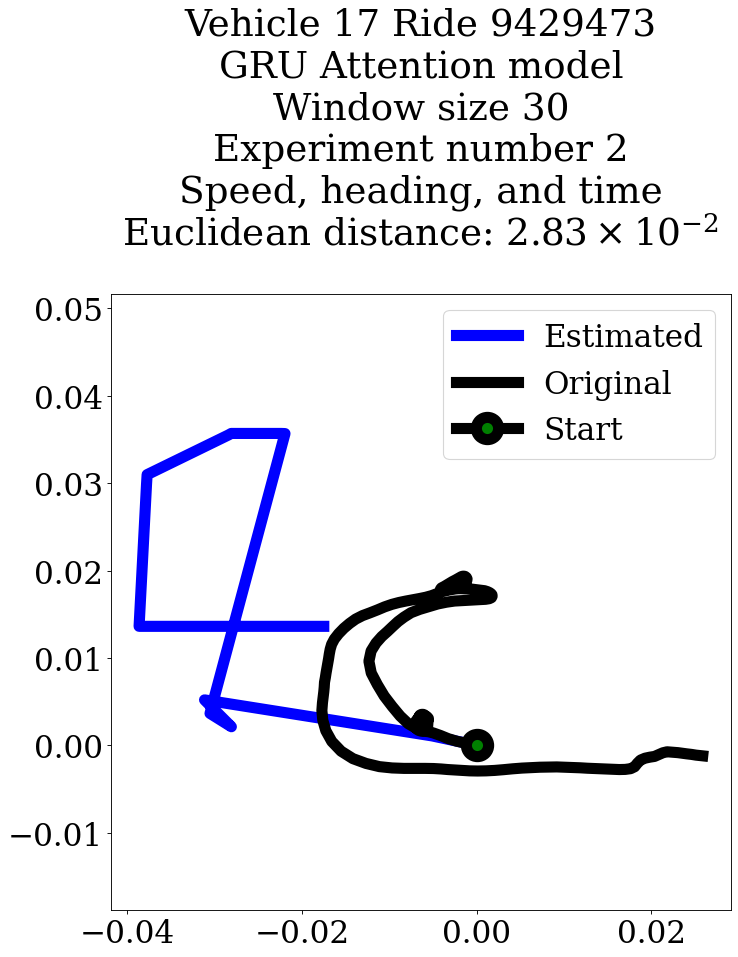 Vehicle 17 Ride 9429473
GRU Attention model
Window size 30
Experiment number 2
Speed, heading, and time
Euclidean distance: 2.83 × 10⁻²
Estimated
Original
Start
0.05
0.04
0.03
0.02
0.01
0.00
−0.01
−0.04
−0.02
0.00
0.02